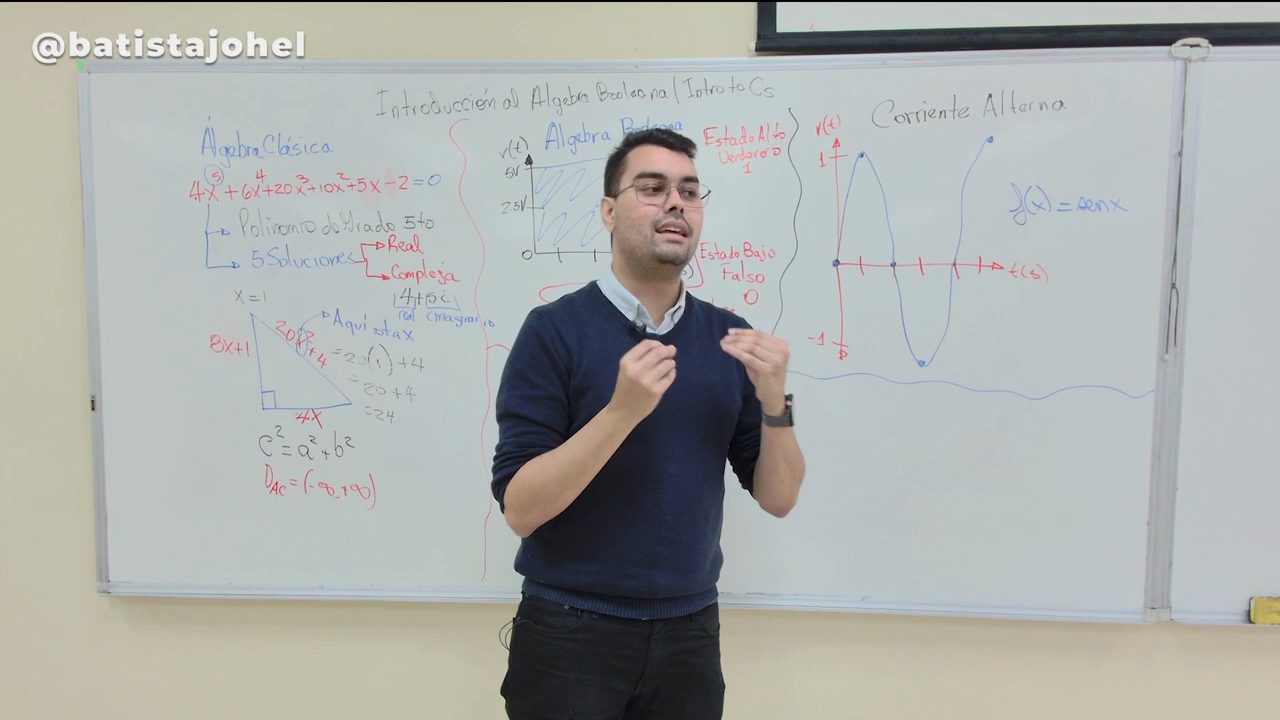 @batistajohel
Introducción al Algebra Booleana / Intro to Cs
Álgebra Clásica
4x⁵ + 6x⁴ + 20x³ + 10x² + 5x - 2 = 0
Polinomio de Grado 5to
5 Soluciones
Real
Compleja
4+5i
real imaginario
x = 1
8x+1
20x²+4
4x
Aquí esta x
= 20(1) + 4
= 20 + 4
= 24
c² = a² + b²
D_AC = (-∞, +∞)
Algebra Booleana
v(t)
5V
2.5V
0
Estado Alto
Verdadero
1
Estado Bajo
Falso
0
Corriente Alterna
v(t)
1
-1
t(s)
f(x) = sen x